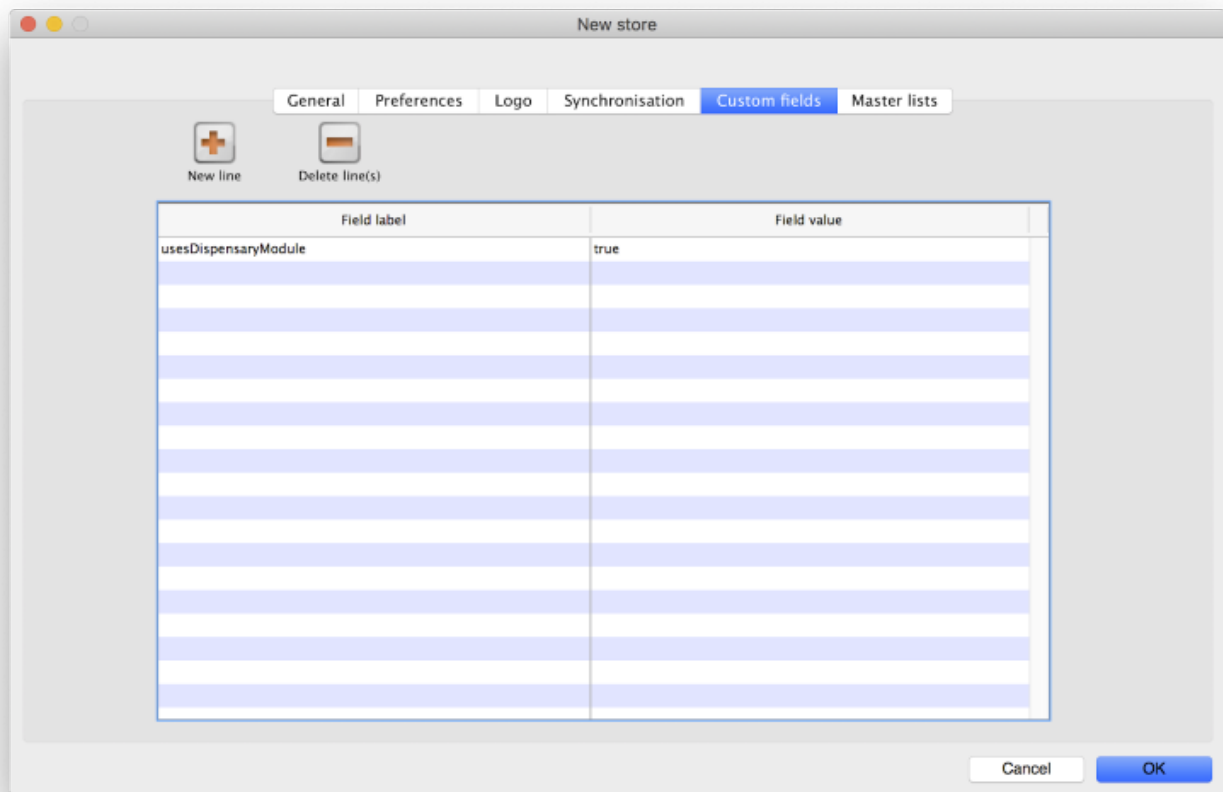 New store
General Preferences Logo Synchronisation Custom fields Master lists
New line Delete line(s)
Field label Field value
usesDispensaryModule true
Cancel OK